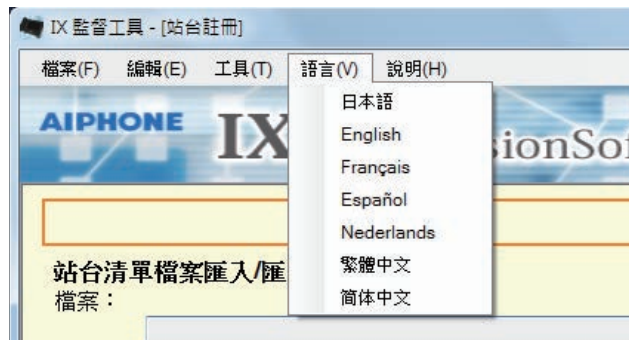 IX 監督工具 - [站台註冊]
檔案(F) 編輯(E) 工具(T) 語言(V) 說明(H)
AIPHONE IX sionSof
日本語
English
Français
Español
Nederlands
繁體中文
简体中文
站台清單檔案匯入/匯
檔案：